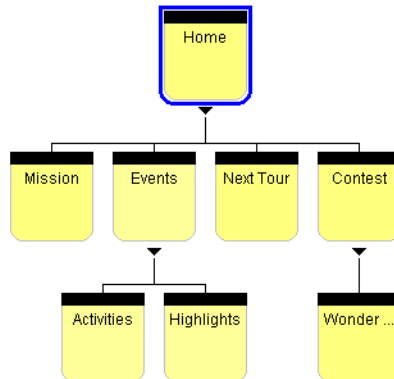 Home
Mission
Events
Next Tour
Contest
Activities
Highlights
Wonder ...